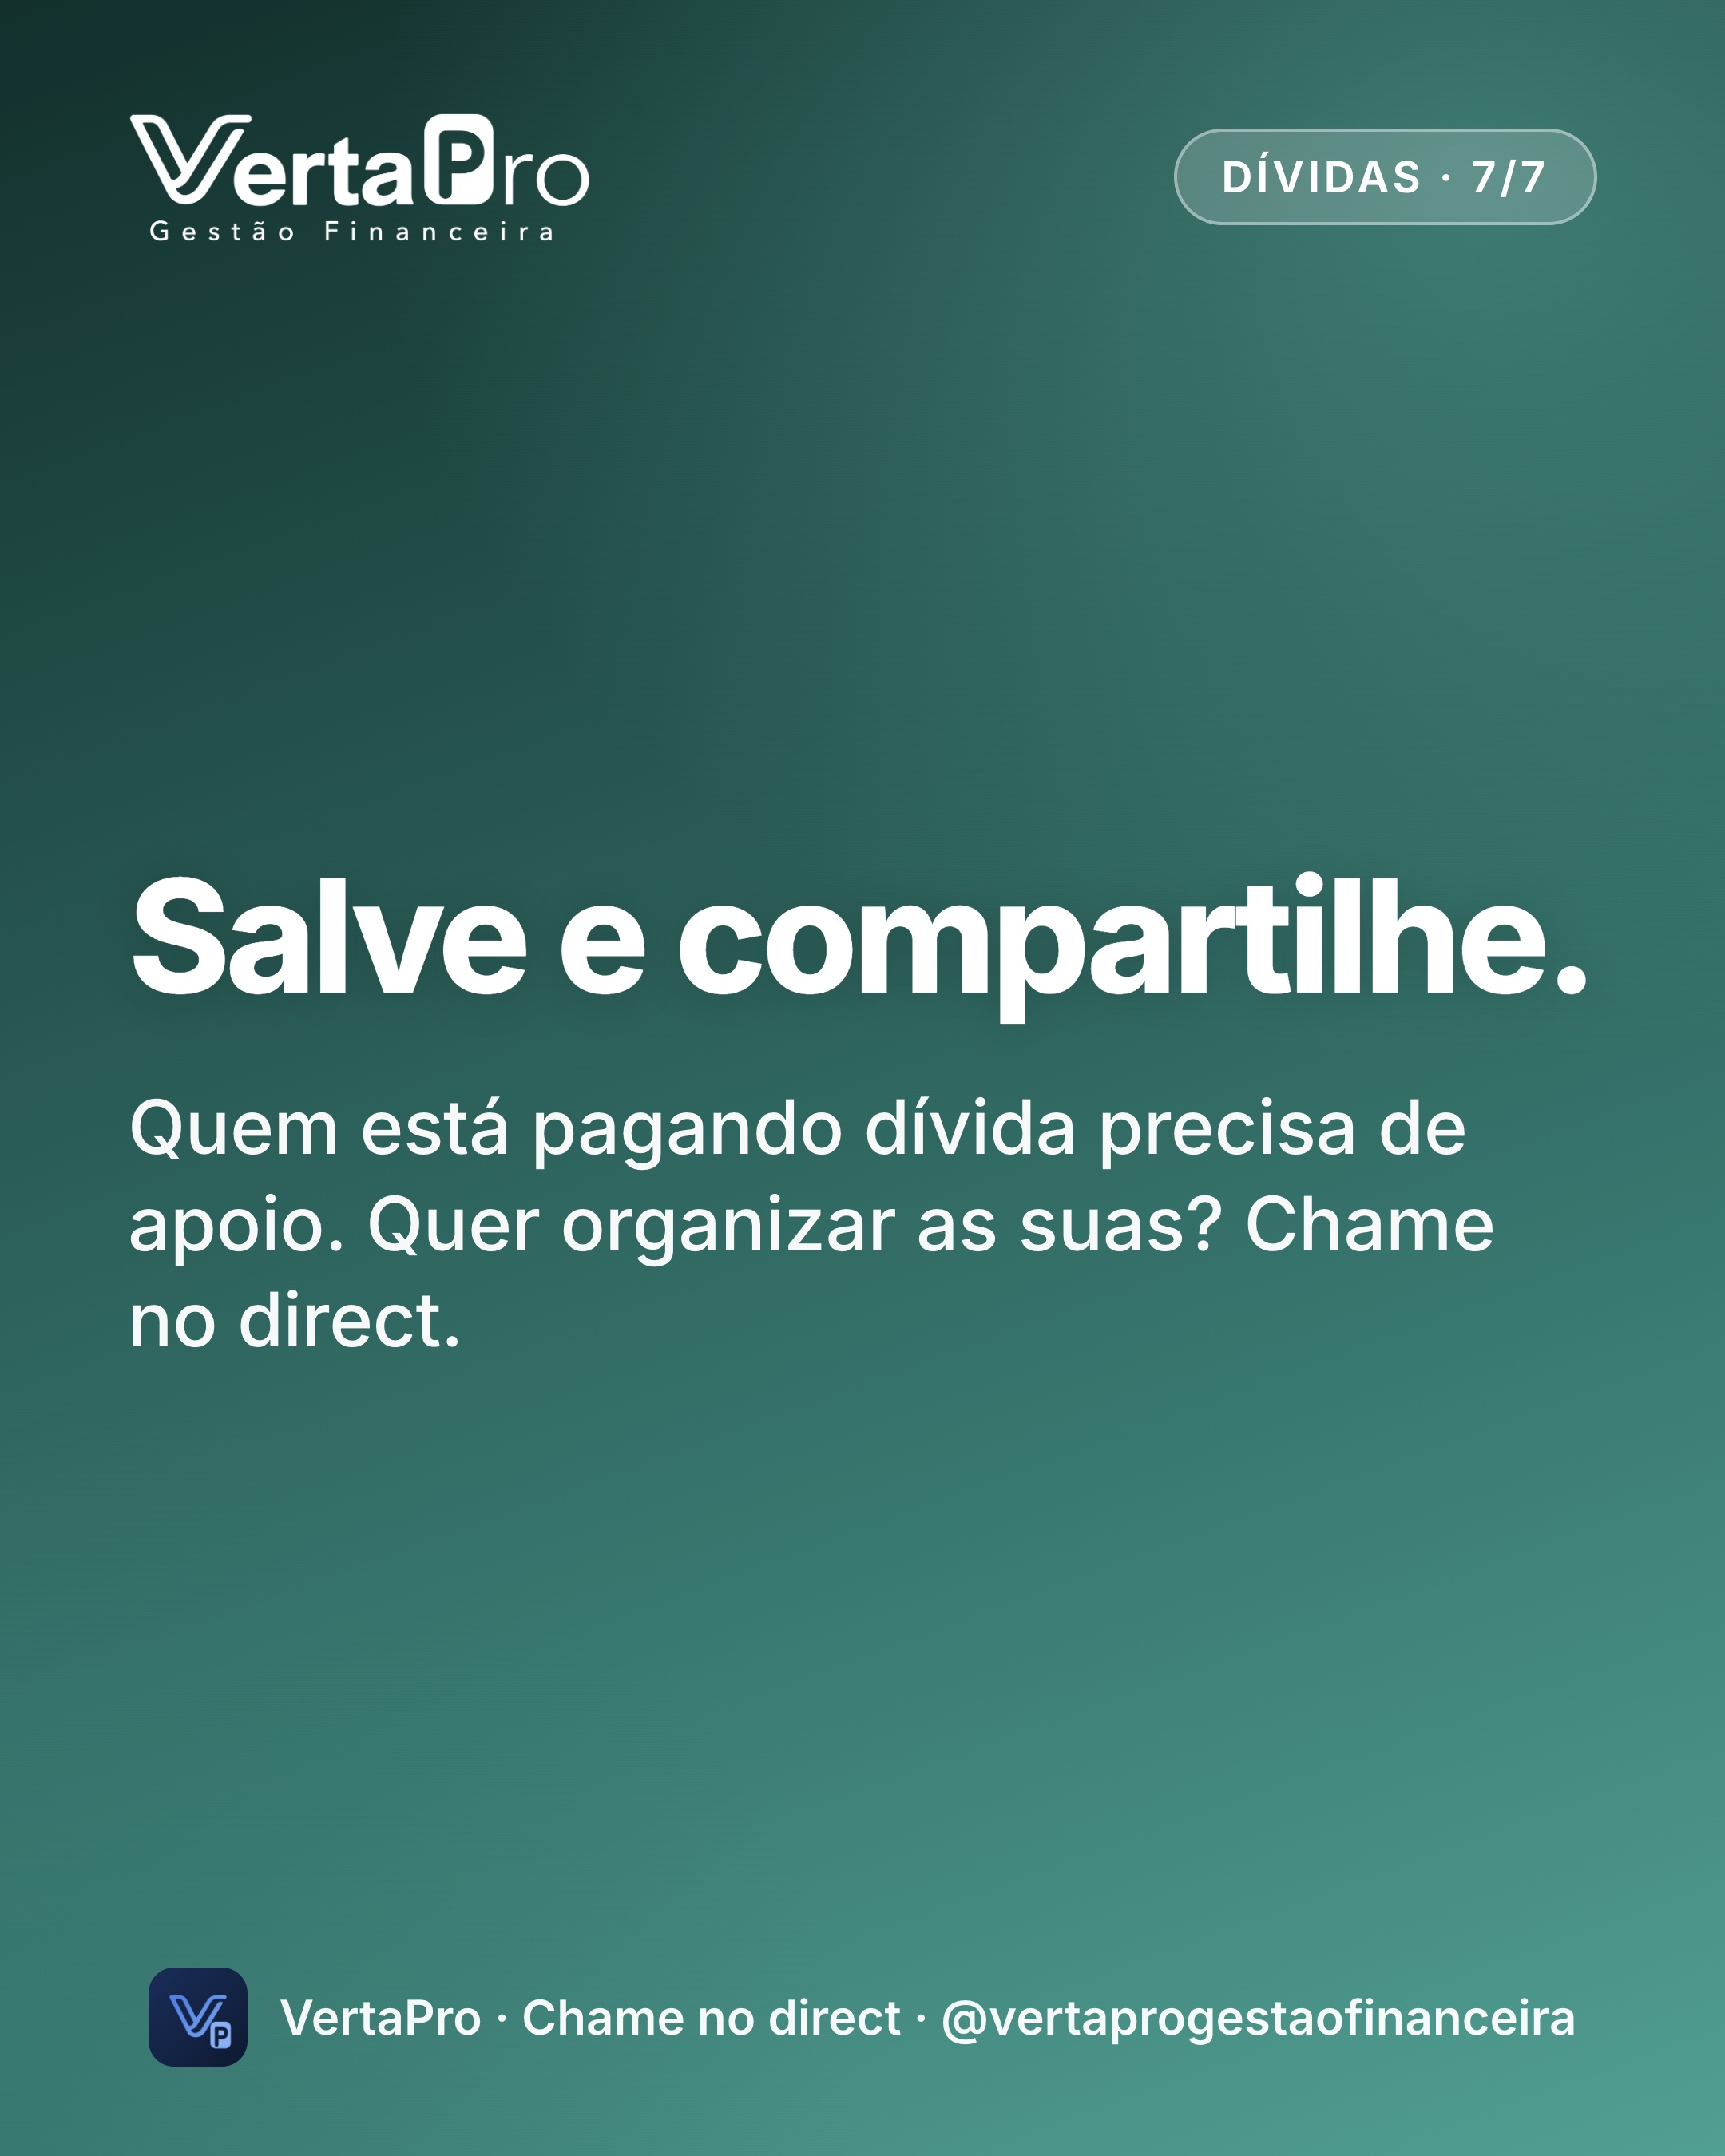 VertaPro
Gestão Financeira
DÍVIDAS · 7/7
Salve e compartilhe.
Quem está pagando dívida precisa de
apoio. Quer organizar as suas? Chame
no direct.
VP
VertaPro · Chame no direct · @vertaprogestaofinanceira